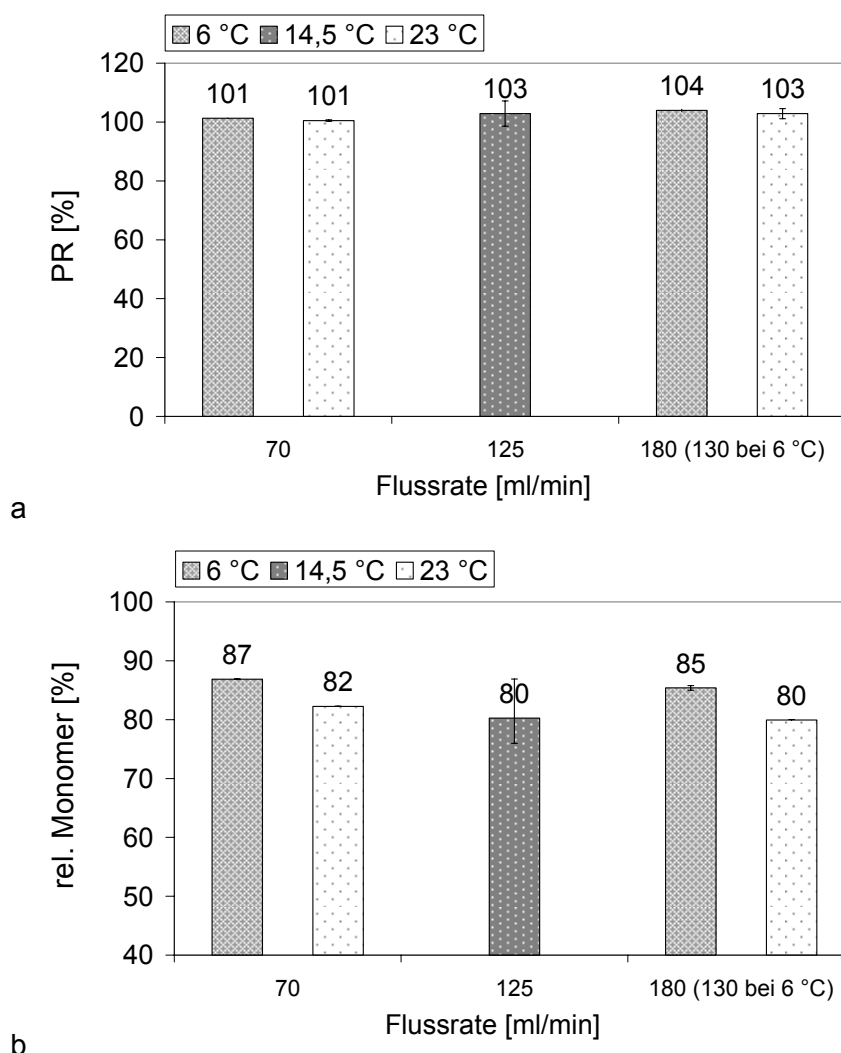 6 °C 14,5 °C 23 °C
120
100
80
60
40
20
0
PR [%]
101 101 103 104 103
70 125 180 (130 bei 6 °C)
Flussrate [ml/min]
a
6 °C 14,5 °C 23 °C
100
90
80
70
60
50
40
rel. Monomer [%]
87 82 80 85 80
70 125 180 (130 bei 6 °C)
Flussrate [ml/min]
b